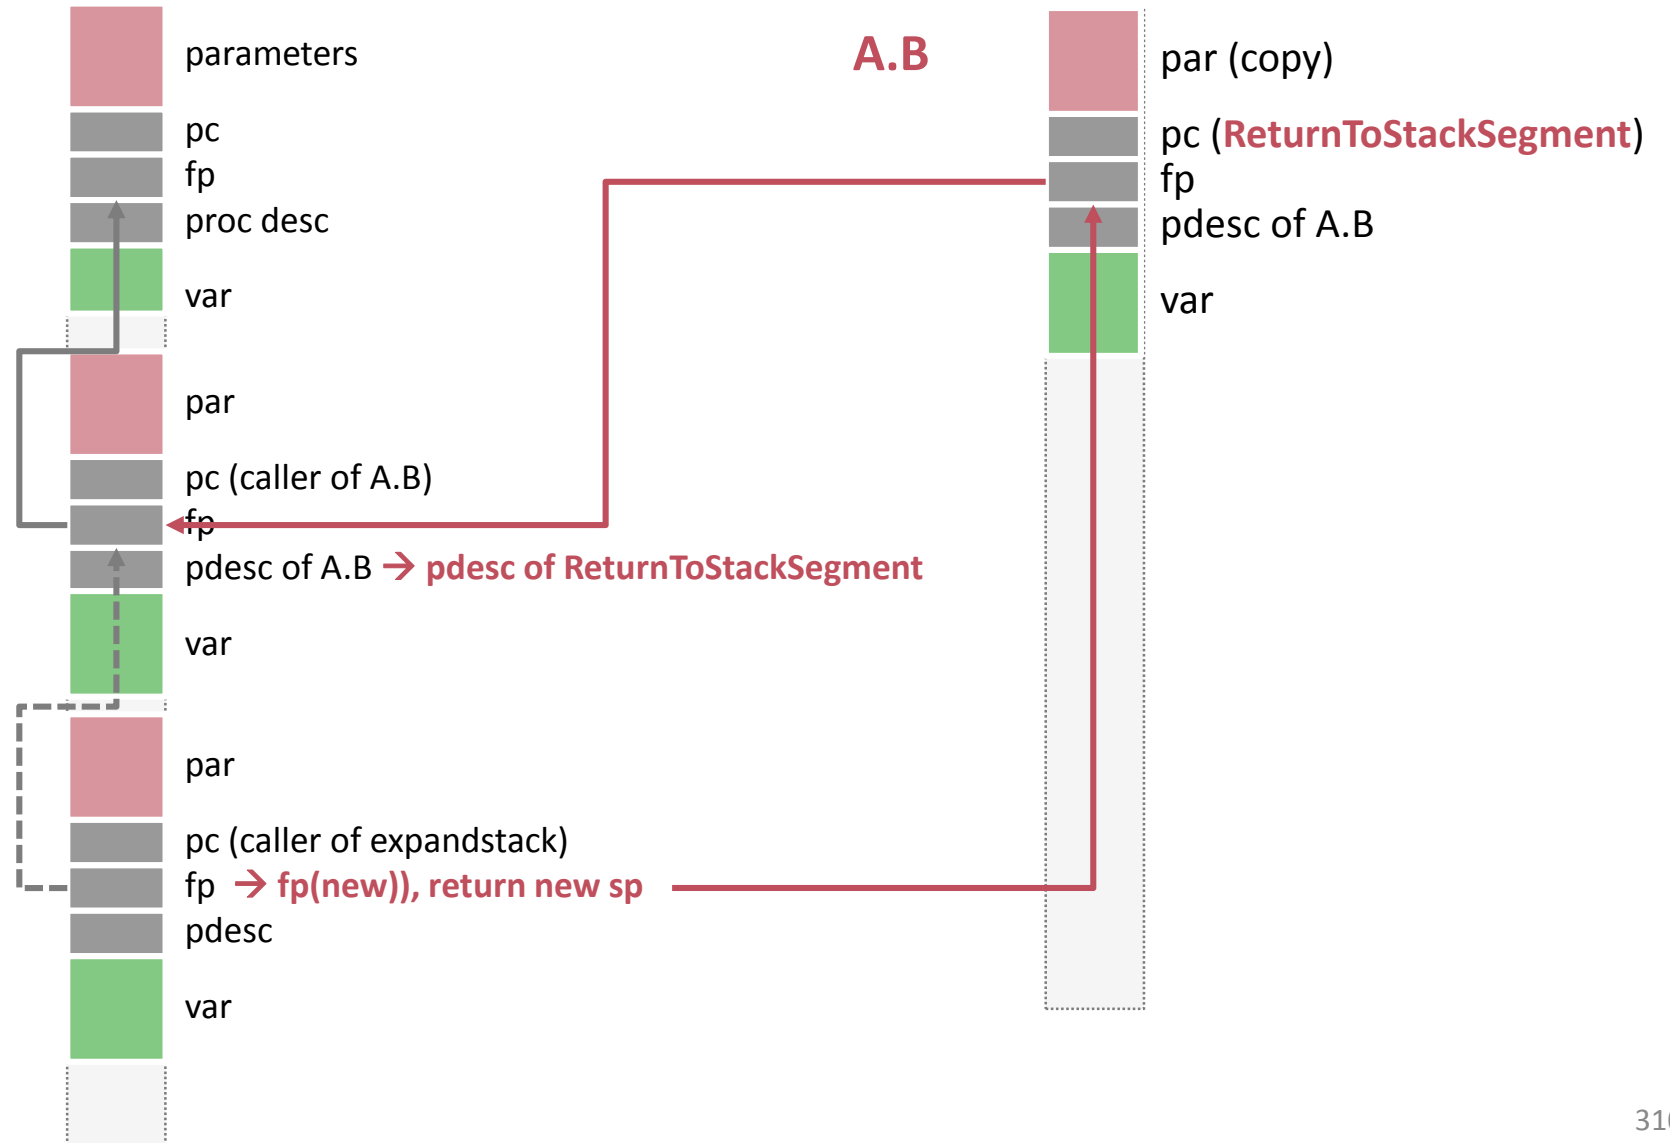 parameters
pc
fp
proc desc
var
par
pc (caller of A.B)
fp
pdesc of A.B → pdesc of ReturnToStackSegment
var
par
pc (caller of expandstack)
fp → fp(new)), return new sp
pdesc
var
A.B
par (copy)
pc (ReturnToStackSegment)
fp
pdesc of A.B
var